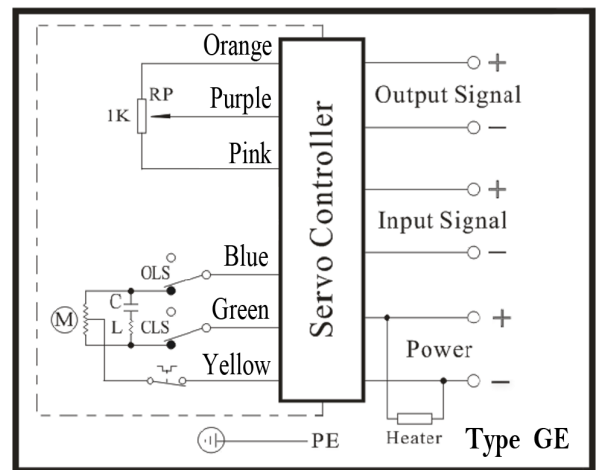 Orange
RP
1K
Purple
Pink
Servo Controller
+
Output Signal
−
+
Input Signal
−
Blue
OLS
C
M
L
CLS
Green
Yellow
+
Power
−
PE
Heater
Type GE